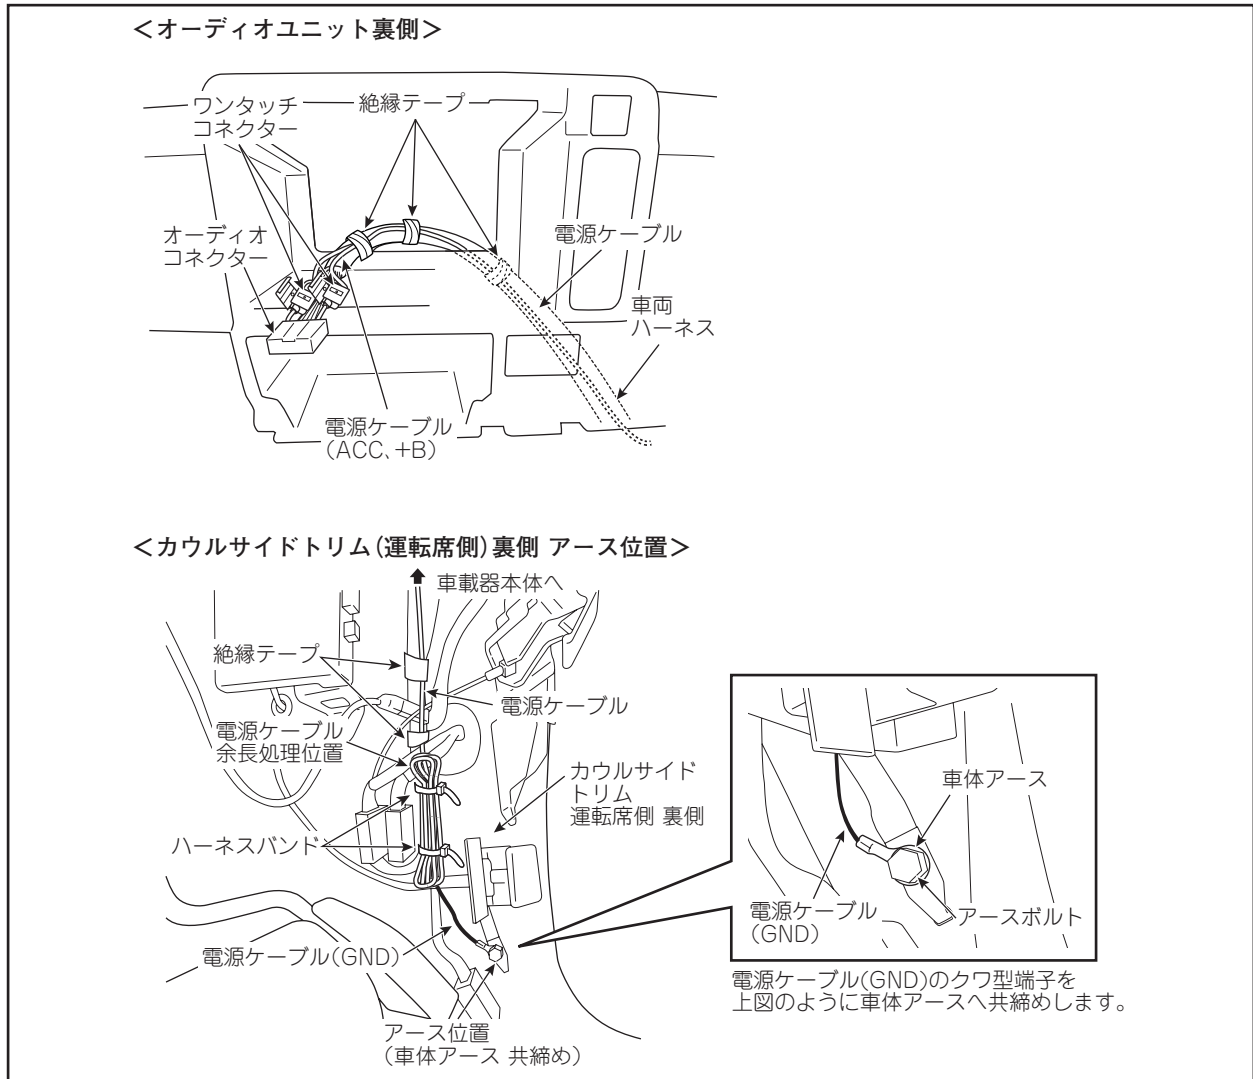 ＜オーディオユニット裏側＞
ワンタッチ
コネクター
絶縁テープ
オーディオ
コネクター
電源ケーブル
車両
ハーネス
電源ケーブル
（ACC、＋B）
＜カウルサイドトリム（運転席側）裏側 アース位置＞
車載器本体へ
絶縁テープ
電源ケーブル
電源ケーブル
余長処理位置
カウルサイド
トリム
運転席側 裏側
ハーネスバンド
電源ケーブル（GND）
アース位置
（車体アース 共締め）
車体アース
電源ケーブル
（GND）
アースボルト
電源ケーブル(GND)のクワ型端子を
上図のように車体アースへ共締めします。